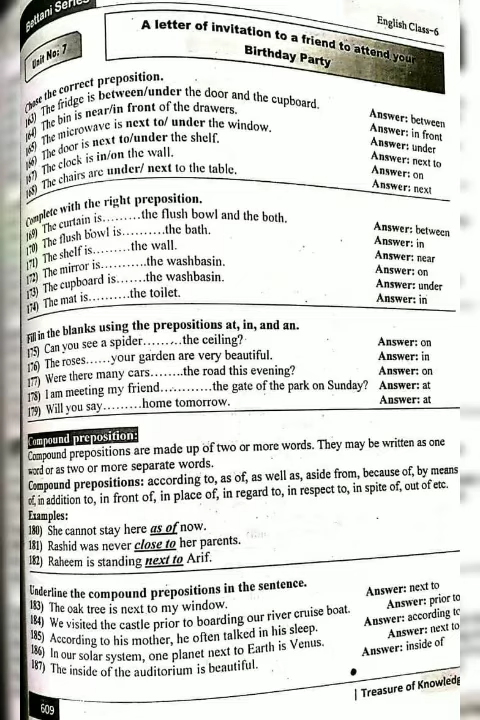 Bettani Series
English Class-6
Unit No: 7
A letter of invitation to a friend to attend your
Birthday Party
Chose the correct preposition.
163) The fridge is between/under the door and the cupboard. Answer: between
164) The bin is near/in front of the drawers. Answer: in front
165) The microwave is next to/ under the window. Answer: under
166) The door is next to/under the shelf. Answer: next to
167) The clock is in/on the wall. Answer: on
168) The chairs are under/ next to the table. Answer: next
Complete with the right preposition.
169) The curtain is.........the flush bowl and the both. Answer: between
170) The flush bowl is..........the bath. Answer: in
171) The shelf is.........the wall. Answer: near
172) The mirror is..........the washbasin. Answer: on
173) The cupboard is.......the washbasin. Answer: under
174) The mat is..........the toilet. Answer: in
Fill in the blanks using the prepositions at, in, and an.
175) Can you see a spider.........the ceiling? Answer: on
176) The roses......your garden are very beautiful. Answer: in
177) Were there many cars........the road this evening? Answer: on
178) I am meeting my friend............the gate of the park on Sunday? Answer: at
179) Will you say.........home tomorrow. Answer: at
Compound preposition:
Compound prepositions are made up of two or more words. They may be written as one
word or as two or more separate words.
Compound prepositions: according to, as of, as well as, aside from, because of, by means
of, in addition to, in front of, in place of, in regard to, in respect to, in spite of, out of etc.
Examples:
180) She cannot stay here as of now.
181) Rashid was never close to her parents.
182) Raheem is standing next to Arif.
Underline the compound prepositions in the sentence.
183) The oak tree is next to my window. Answer: next to
184) We visited the castle prior to boarding our river cruise boat. Answer: prior to
185) According to his mother, he often talked in his sleep. Answer: according to
186) In our solar system, one planet next to Earth is Venus. Answer: next to
187) The inside of the auditorium is beautiful. Answer: inside of
609
| Treasure of Knowledg